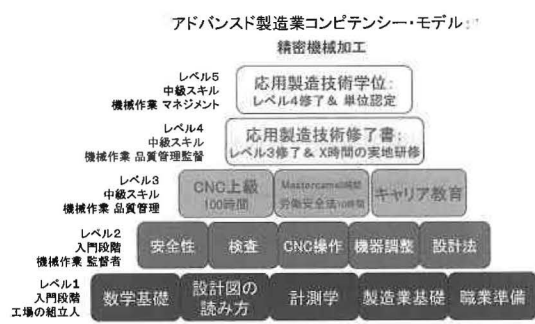 アドバンスド製造業コンピテンシー・モデル:
精密機械加工
レベル5
中級スキル
機械作業 マネジメント
応用製造技術学位:
レベル4修了& 単位認定
レベル4
中級スキル
機械作業 品質管理監督
応用製造技術修了書:
レベル3修了& X時間の実地研修
レベル3
中級スキル
機械作業 品質管理
CNC上級
100時間
労働安全法10時間
キャリア教育
レベル2
入門段階
機械作業 監督者
安全性
検査
CNC操作
機器調整
設計法
レベル1
入門段階
工場の組立人
数学基礎
設計図の
読み方
計測学
製造業基礎
職業準備